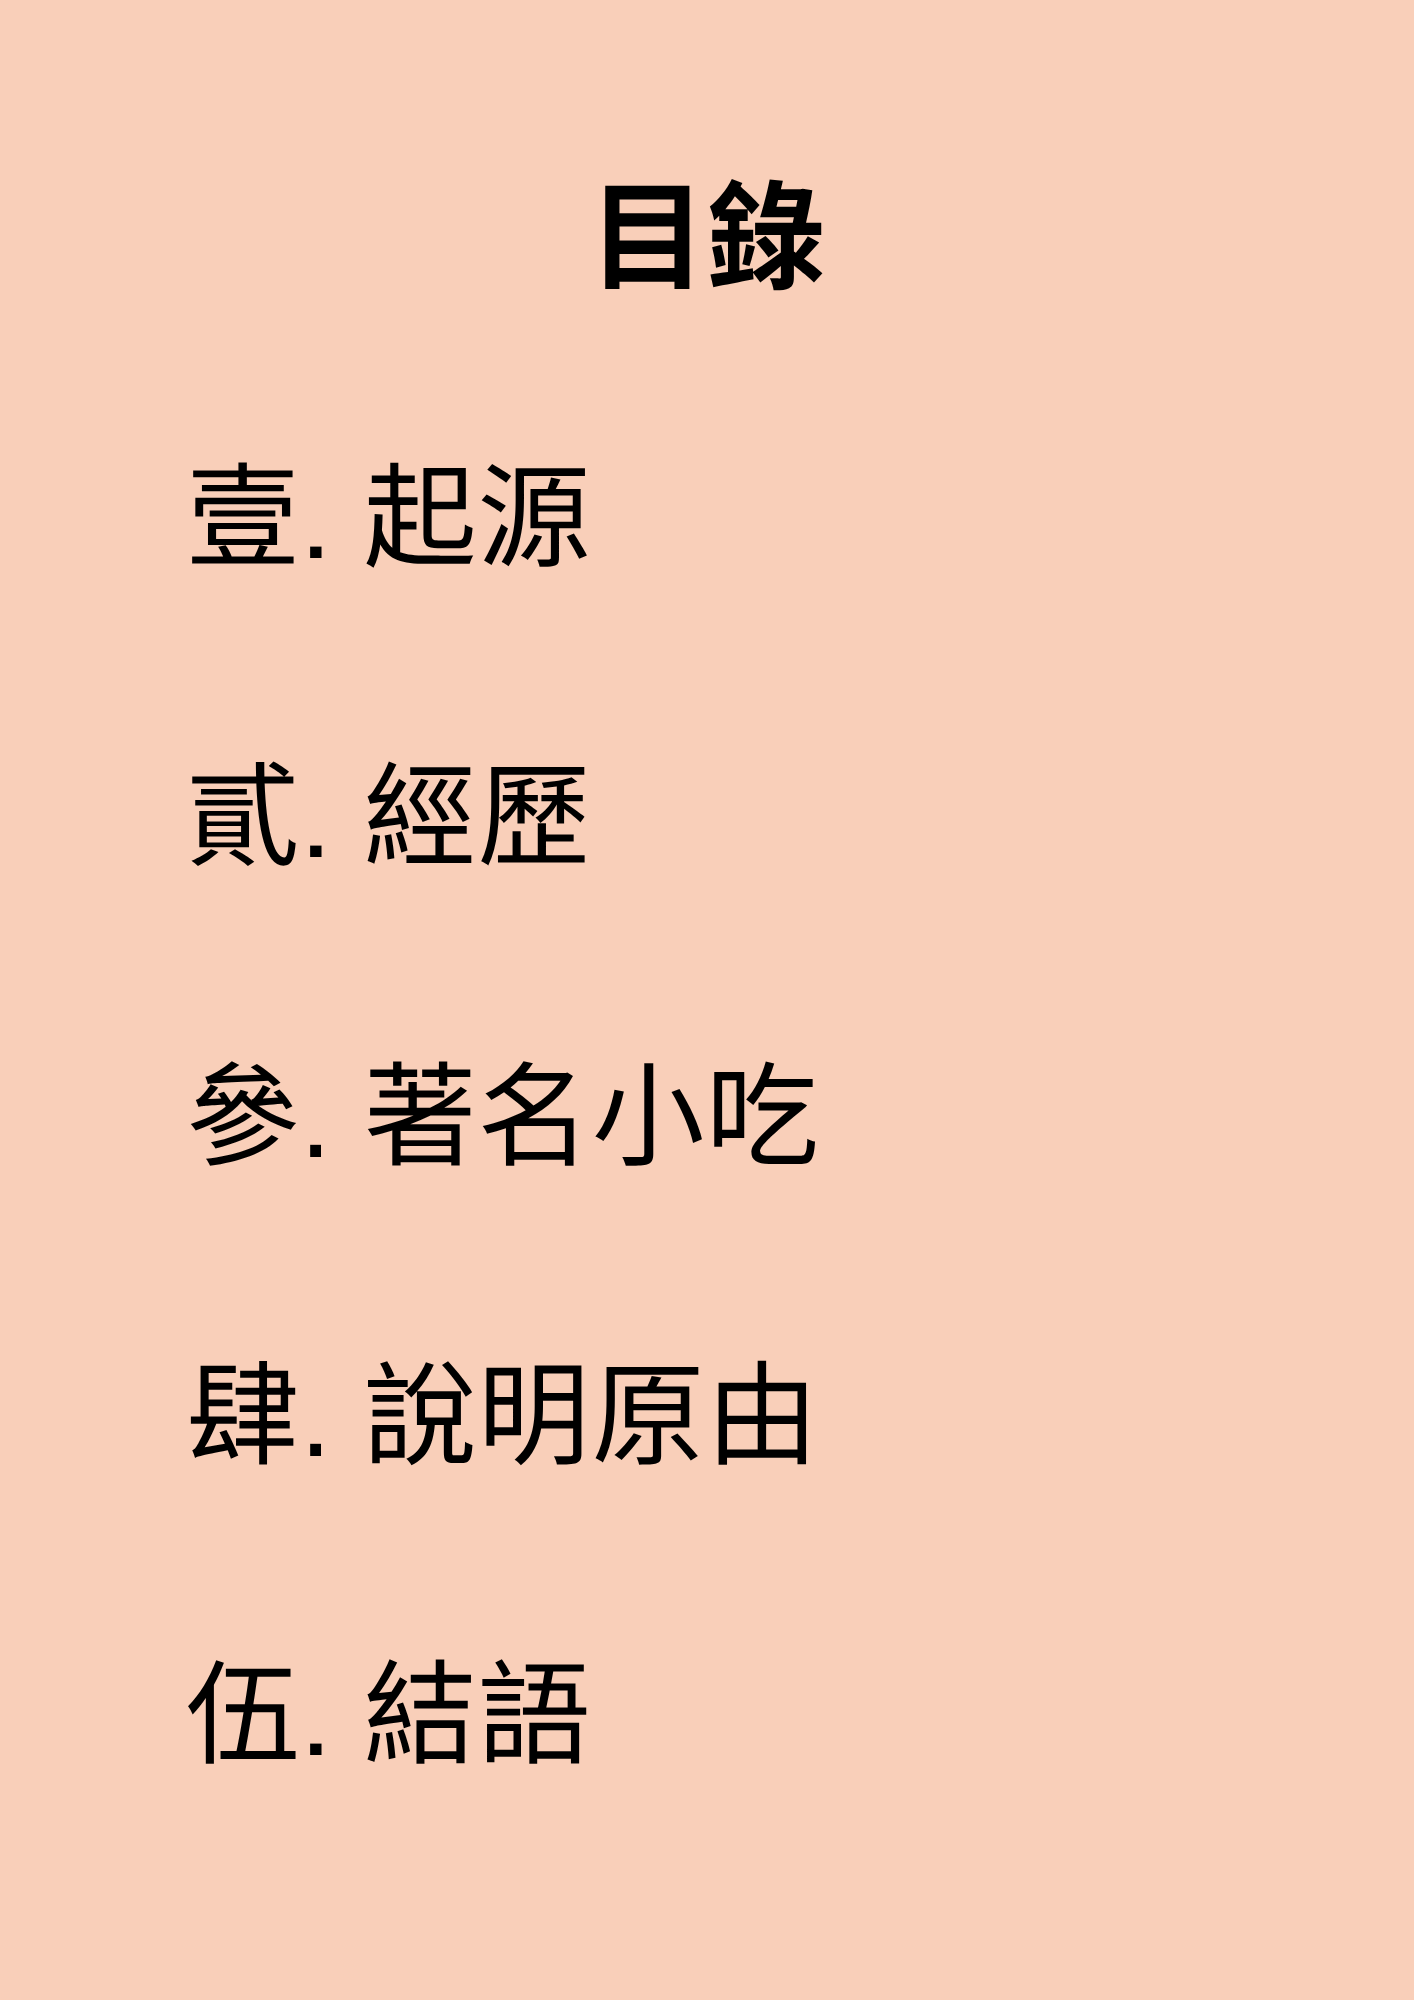 目錄
壹. 起源
貳. 經歷
參. 著名小吃
肆. 說明原由
伍. 結語